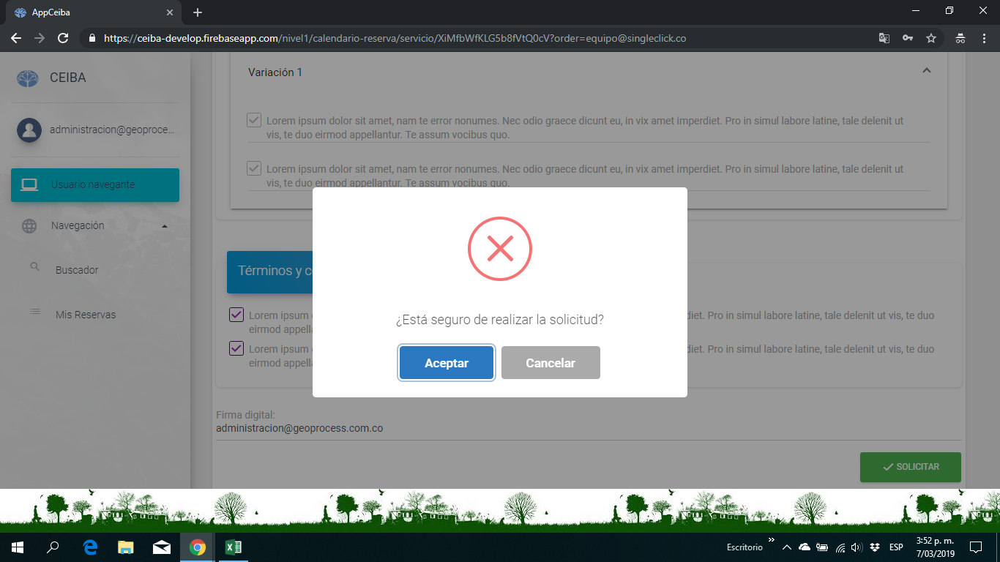 AppCeiba
https://ceiba-develop.firebaseapp.com/nivel1/calendario-reserva/servicio/XiMfbWfKLG5b8fVtQ0cV?order=equipo@singleclick.co
CEIBA
administracion@geoproce...
Usuario navegante
Navegación
Buscador
Mis Reservas
Variación 1
Lorem ipsum dolor sit amet, nam te error nonumes. Nec odio graece dicunt eu, in vix amet imperdiet. Pro in simul labore latine, tale delenit ut
vis, te duo eirmod appellantur. Te assum vocibus quo.
Lorem ipsum dolor sit amet, nam te error nonumes. Nec odio graece dicunt eu, in vix amet imperdiet. Pro in simul labore latine, tale delenit ut
vis, te duo eirmod appellantur. Te assum vocibus quo.
Términos y c
Lorem ipsum diet. Pro in simul labore latine, tale delenit ut vis, te duo
eirmod appell
Lorem ipsum diet. Pro in simul labore latine, tale delenit ut vis, te duo
eirmod appell
¿Está seguro de realizar la solicitud?
Aceptar
Cancelar
Firma digital:
administracion@geoprocess.com.co
SOLICITAR
Escritorio
ESP
3:52 p. m.
7/03/2019